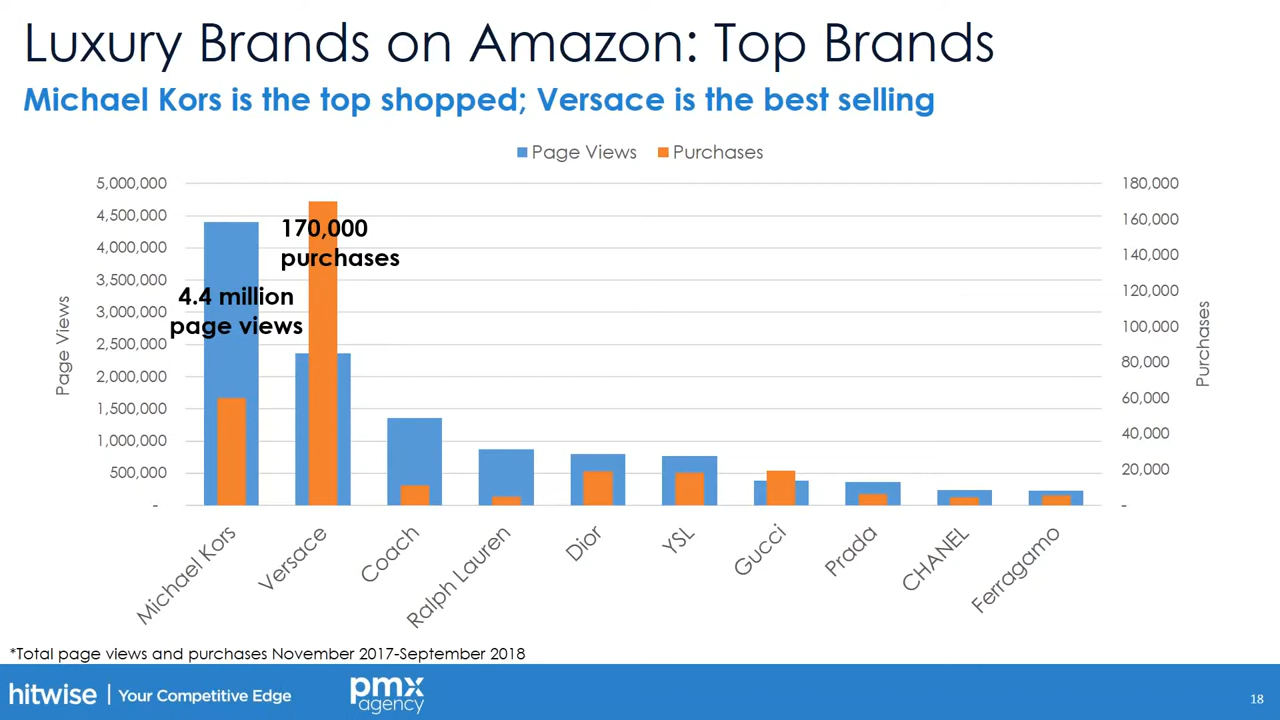 Luxury Brands on Amazon: Top Brands
Michael Kors is the top shopped; Versace is the best selling
Page Views
Purchases
5,000,000
4,500,000
4,000,000
3,500,000
3,000,000
2,500,000
2,000,000
1,500,000
1,000,000
500,000
-
Page Views
170,000
purchases
4.4 million
page views
180,000
160,000
140,000
120,000
100,000
80,000
60,000
40,000
20,000
-
Purchases
Michael Kors
Versace
Coach
Ralph Lauren
Dior
YSL
Gucci
Prada
CHANEL
Ferragamo
*Total page views and purchases November 2017-September 2018
hitwise | Your Competitive Edge
pmx
agency
18